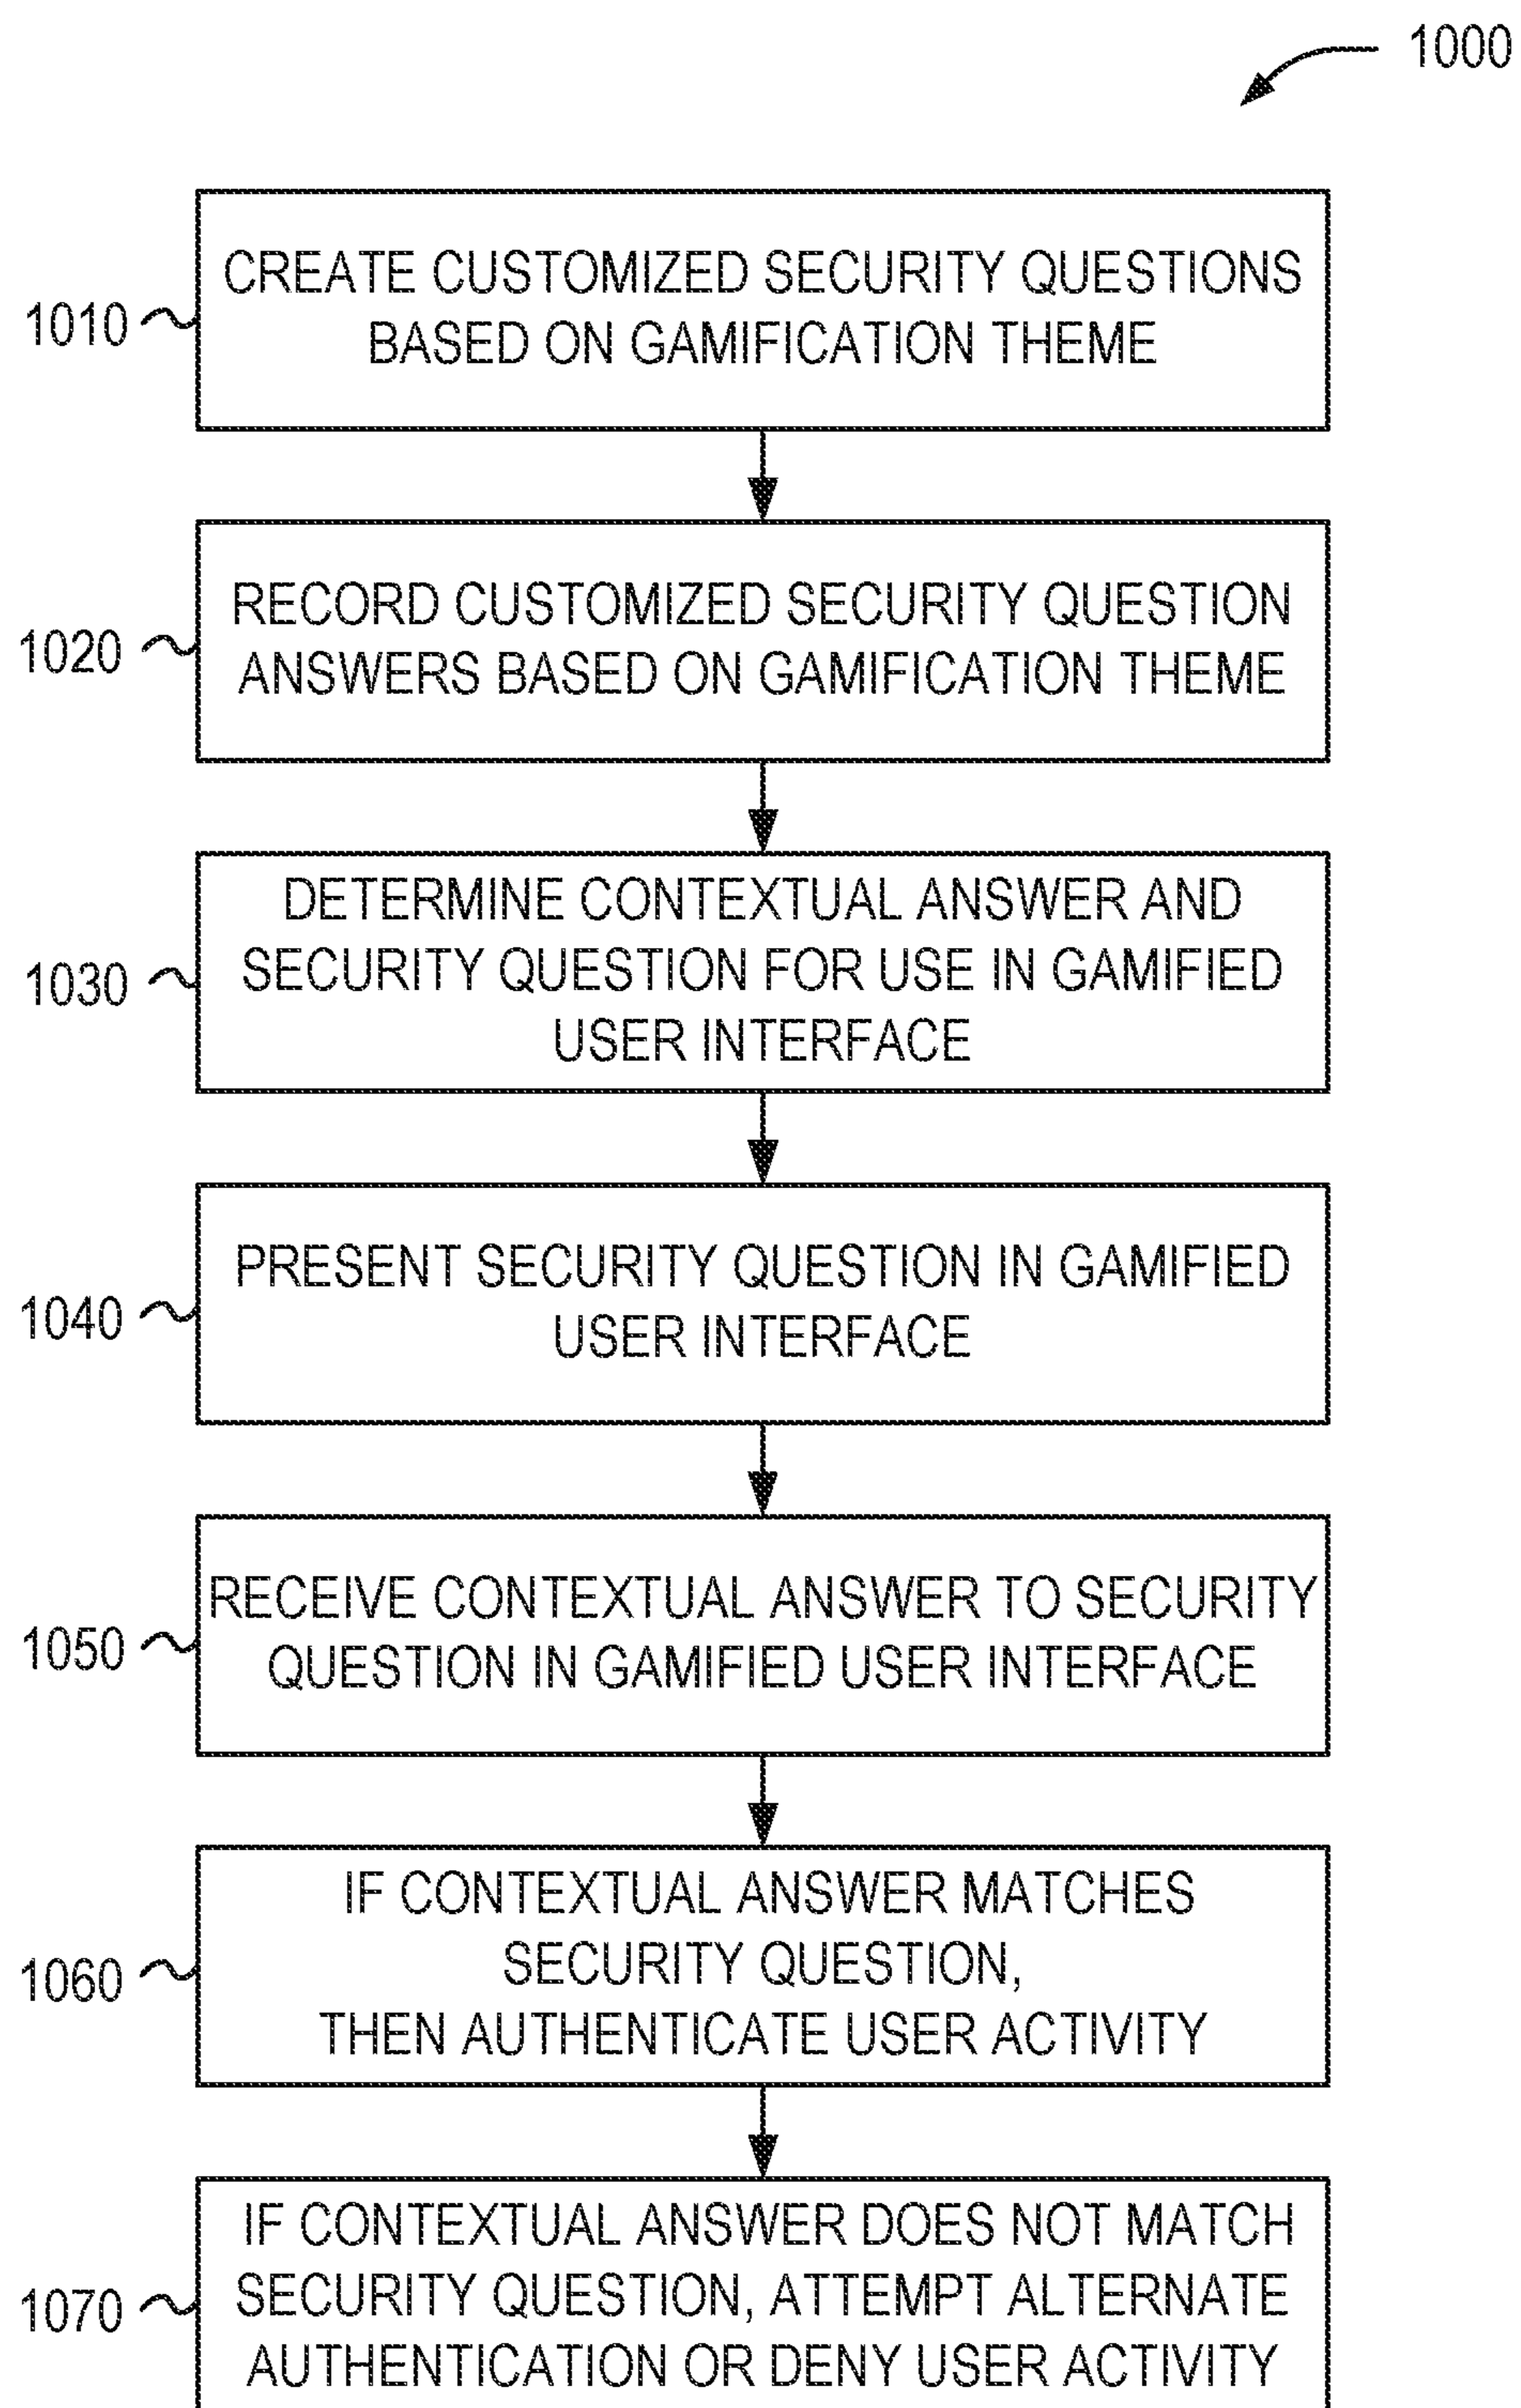 1000
CREATE CUSTOMIZED SECURITY QUESTIONS
BASED ON GAMIFICATION THEME
1010
RECORD CUSTOMIZED SECURITY QUESTION
ANSWERS BASED ON GAMIFICATION THEME
1020
DETERMINE CONTEXTUAL ANSWER AND
SECURITY QUESTION FOR USE IN GAMIFIED
USER INTERFACE
1030
PRESENT SECURITY QUESTION IN GAMIFIED
USER INTERFACE
1040
RECEIVE CONTEXTUAL ANSWER TO SECURITY
QUESTION IN GAMIFIED USER INTERFACE
1050
IF CONTEXTUAL ANSWER MATCHES
SECURITY QUESTION,
THEN AUTHENTICATE USER ACTIVITY
1060
IF CONTEXTUAL ANSWER DOES NOT MATCH
SECURITY QUESTION, ATTEMPT ALTERNATE
AUTHENTICATION OR DENY USER ACTIVITY
1070